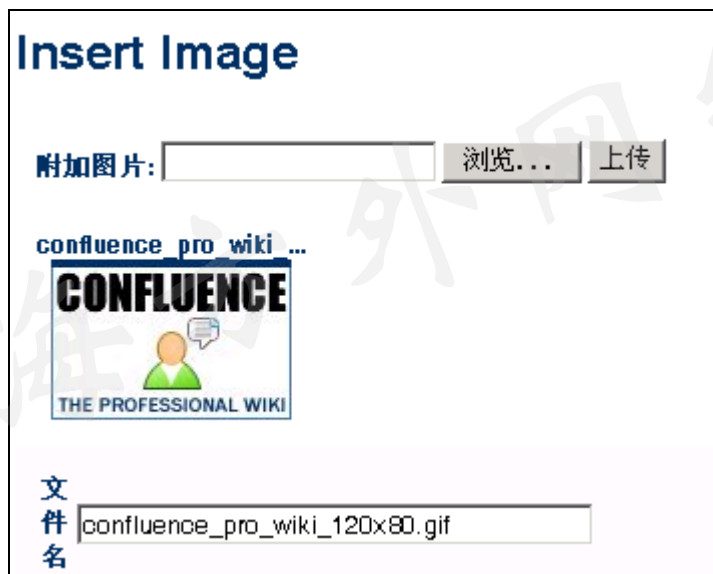 Insert Image
附加图片: 浏览... 上传
confluence_pro_wiki_...
CONFLUENCE
THE PROFESSIONAL WIKI
文件名 confluence_pro_wiki_120x80.gif